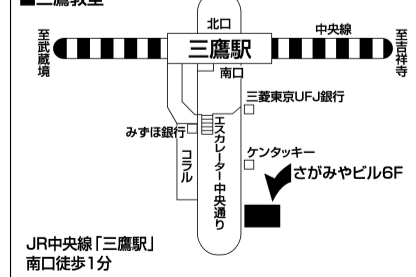 ■三鷹教室
北口
中央線
至武蔵境
三鷹駅
至吉祥寺
南口
三菱東京UFJ銀行
みずほ銀行
エスカレーター
中央通り
コラル
ケンタッキー
さがみやビル6F
JR中央線「三鷹駅」
南口徒歩1分